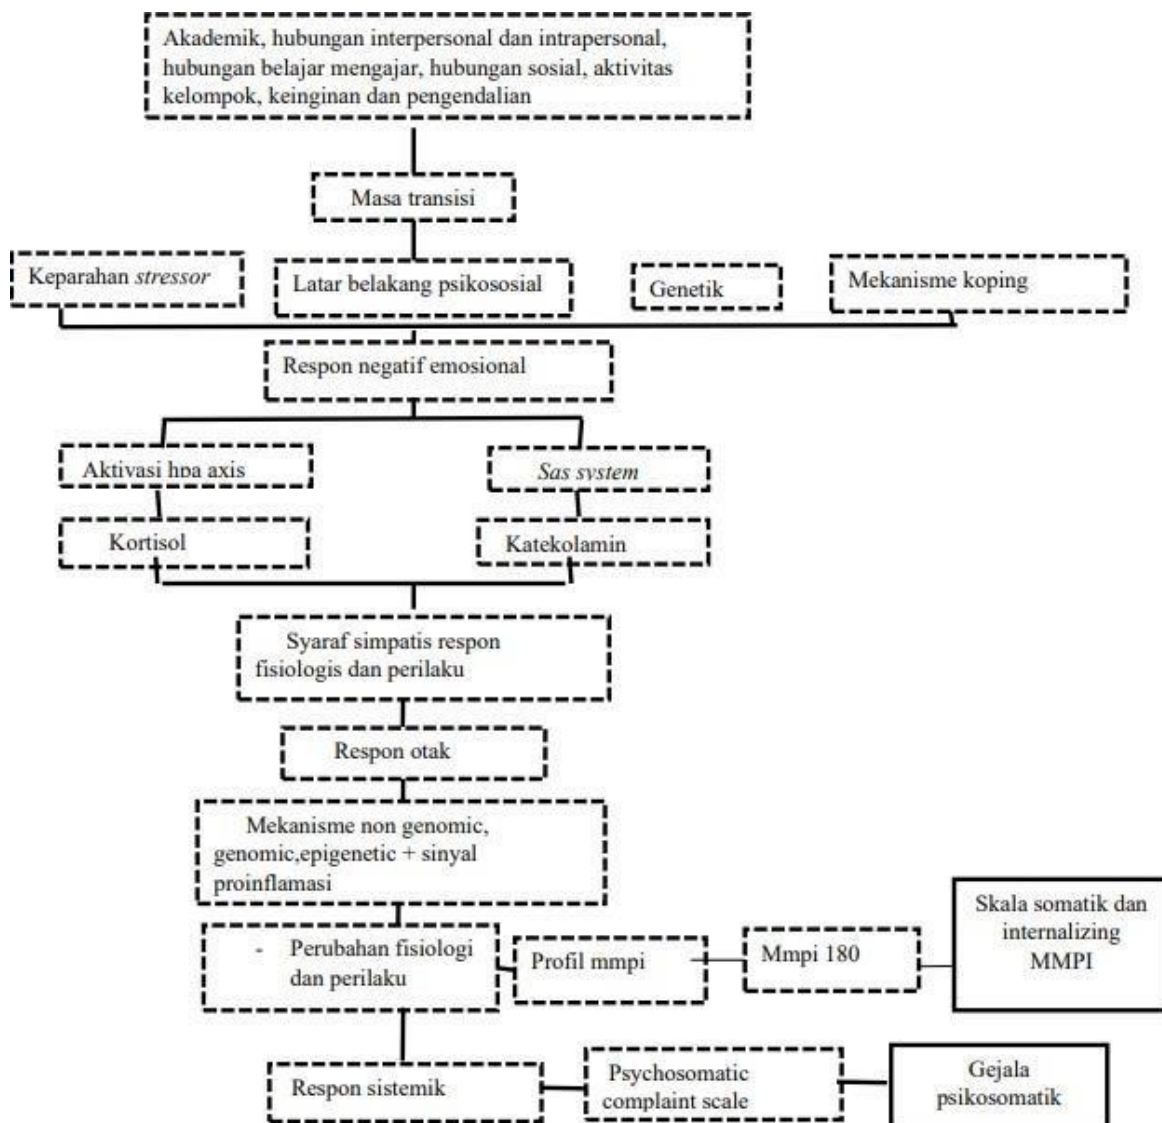 Akademik, hubungan interpersonal dan intrapersonal,
hubungan belajar mengajar, hubungan sosial, aktivitas
kelompok, keinginan dan pengendalian
Masa transisi
Keparahan stressor
Latar belakang psikososial
Genetik
Mekanisme koping
Respon negatif emosional
Aktivasi hpa axis
Sas system
Kortisol
Katekolamin
Syaraf simpatis respon
fisiologis dan perilaku
Respon otak
Mekanisme non genomic,
genomic,epigenetic + sinyal
proinflamasi
- Perubahan fisiologi
dan perilaku
Profil mmpi
Mmpi 180
Skala somatik dan
internalizing
MMPI
Respon sistemik
Psychosomatic
complaint scale
Gejala
psikosomatik